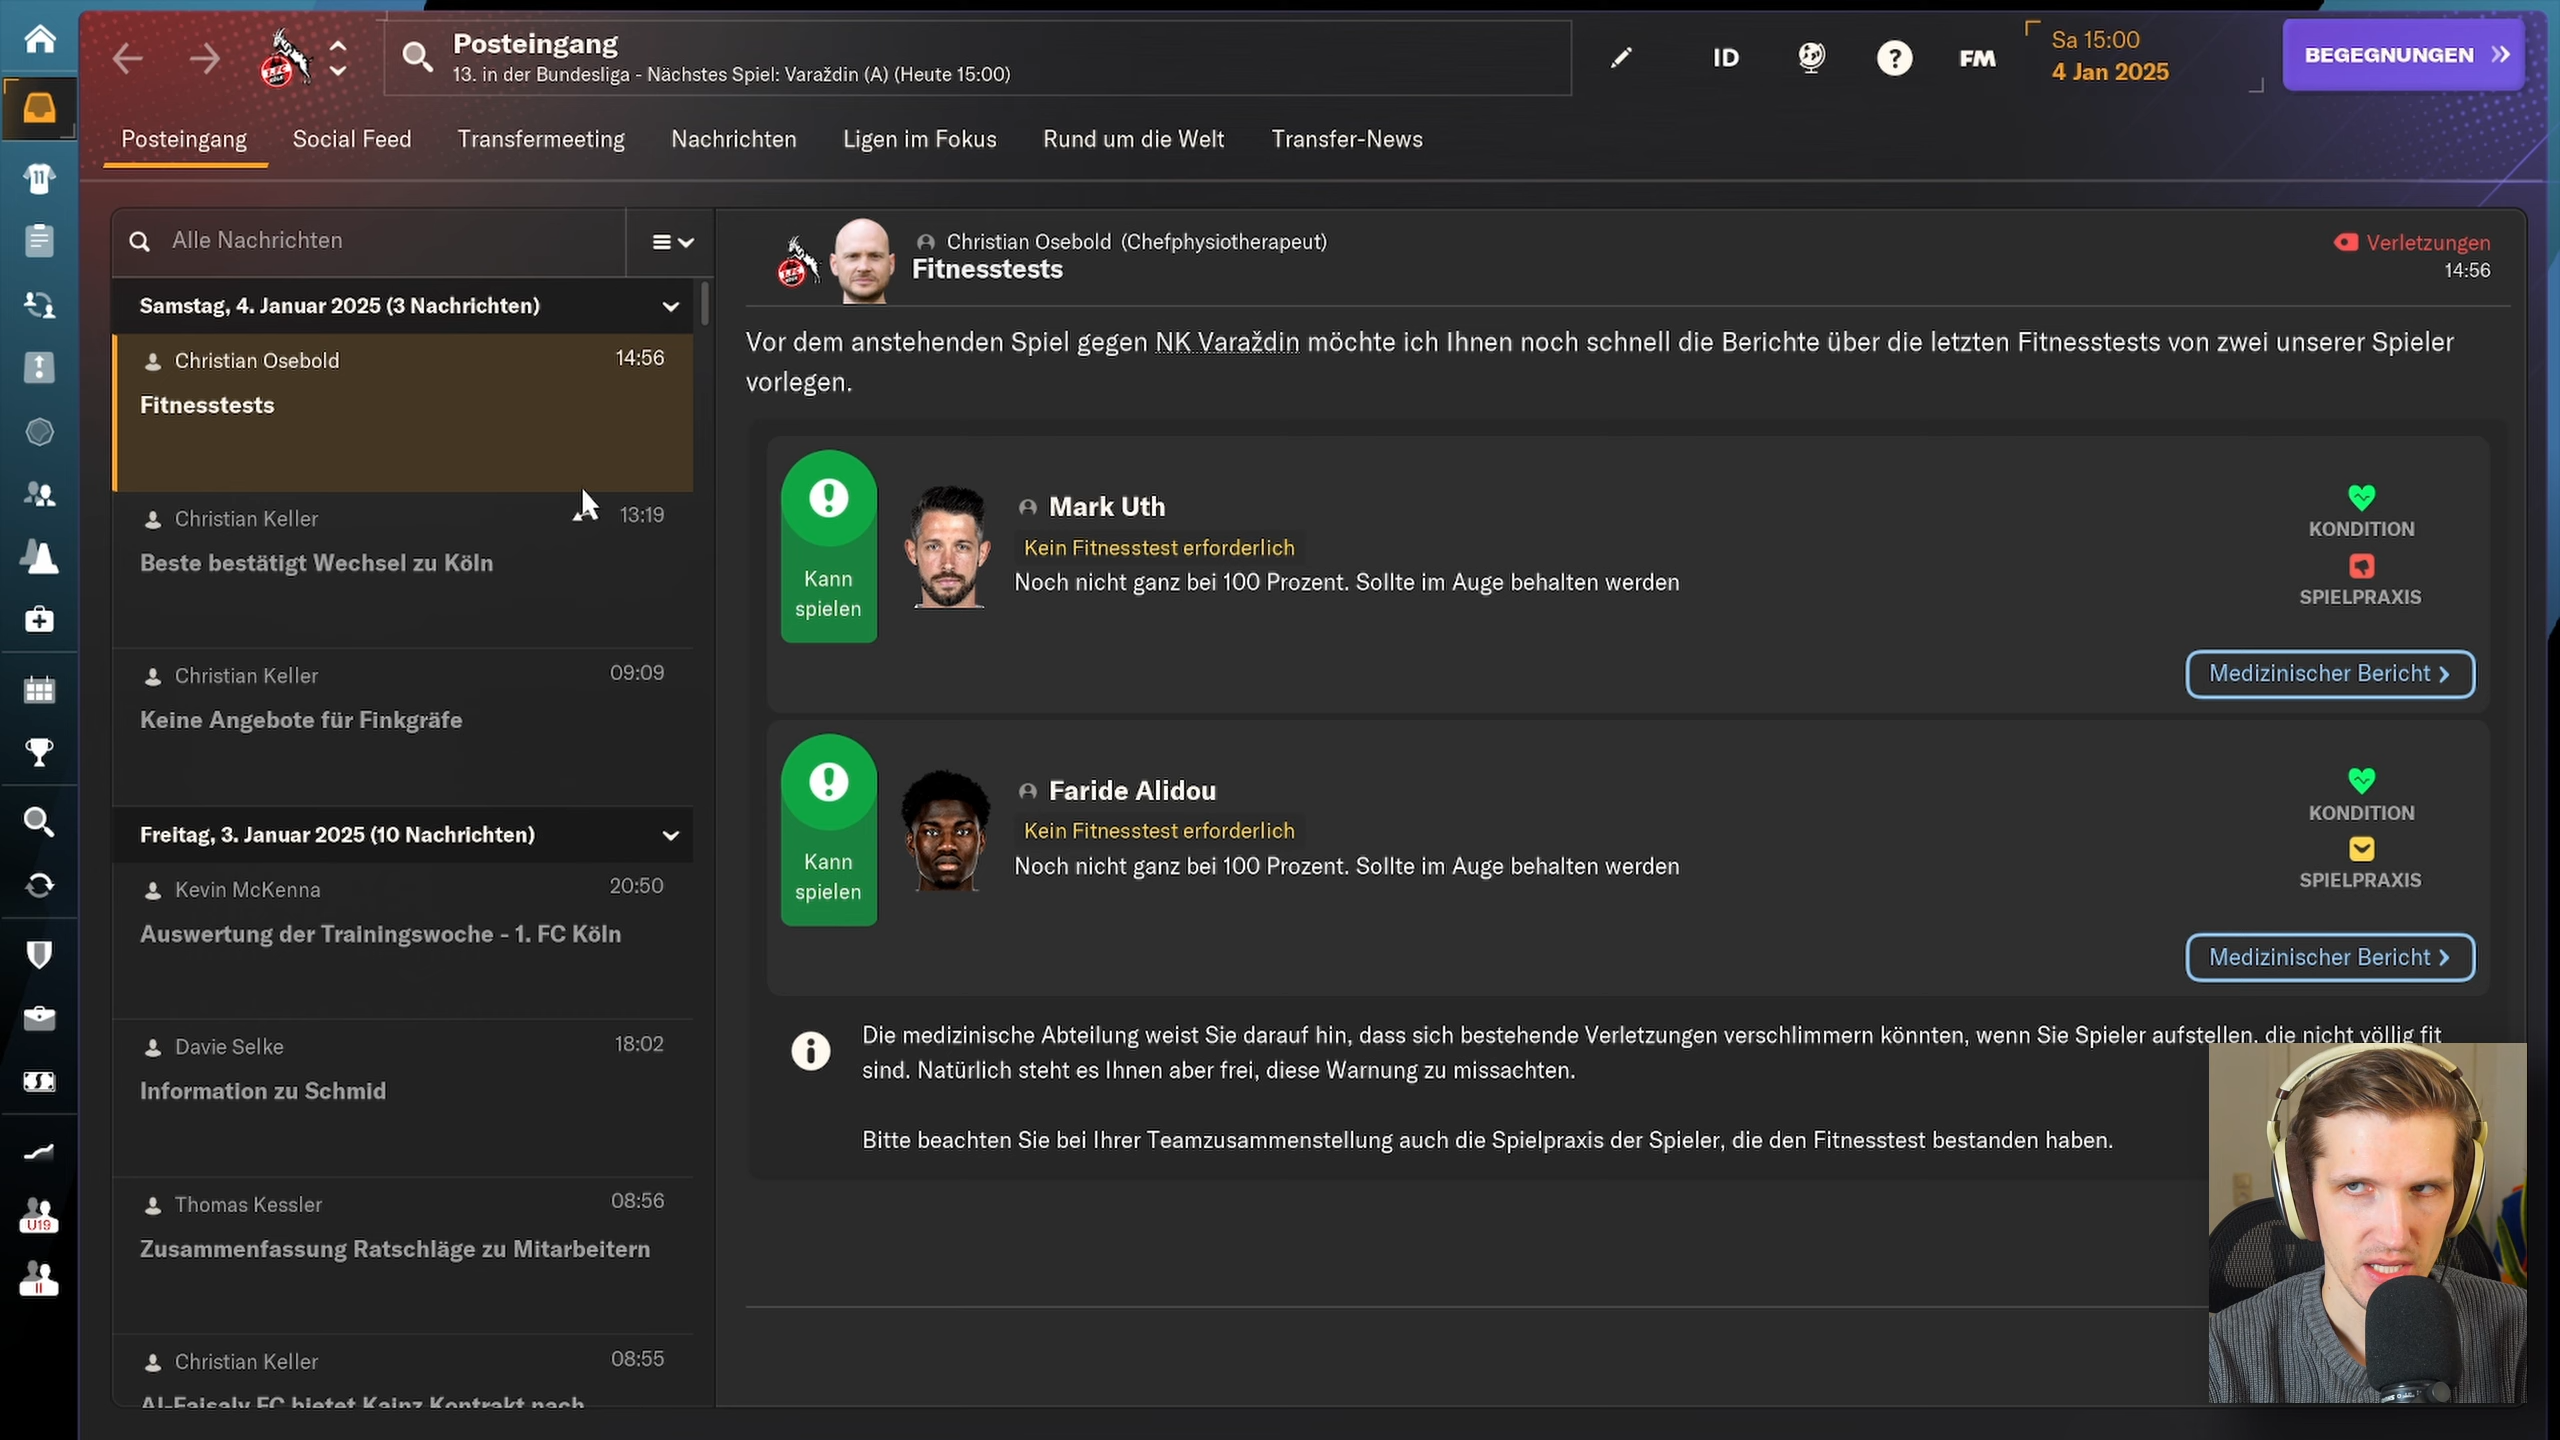 Posteingang
13. in der Bundesliga - Nächstes Spiel: Varaždin (A) (Heute 15:00)
ID
FM
Sa 15:00
4 Jan 2025
BEGEGNUNGEN
Posteingang
Social Feed
Transfermeeting
Nachrichten
Ligen im Fokus
Rund um die Welt
Transfer-News
Alle Nachrichten
Samstag, 4. Januar 2025 (3 Nachrichten)
Christian Osebold
14:56
Fitnesstests
Christian Keller
13:19
Beste bestätigt Wechsel zu Köln
Christian Keller
09:09
Keine Angebote für Finkgräfe
Freitag, 3. Januar 2025 (10 Nachrichten)
Kevin McKenna
20:50
Auswertung der Trainingswoche - 1. FC Köln
Davie Selke
18:02
Information zu Schmid
Thomas Kessler
08:56
Zusammenfassung Ratschläge zu Mitarbeitern
Christian Keller
08:55
Al-Faisaly FC bietet Kainz Kontrakt nach
11
U19
II
Christian Osebold (Chefphysiotherapeut)
Fitnesstests
Verletzungen
14:56
Vor dem anstehenden Spiel gegen NK Varaždin möchte ich Ihnen noch schnell die Berichte über die letzten Fitnesstests von zwei unserer Spieler
vorlegen.
Kann
spielen
Mark Uth
Kein Fitnesstest erforderlich
Noch nicht ganz bei 100 Prozent. Sollte im Auge behalten werden
KONDITION
SPIELPRAXIS
Medizinischer Bericht
Kann
spielen
Faride Alidou
Kein Fitnesstest erforderlich
Noch nicht ganz bei 100 Prozent. Sollte im Auge behalten werden
KONDITION
SPIELPRAXIS
Medizinischer Bericht
Die medizinische Abteilung weist Sie darauf hin, dass sich bestehende Verletzungen verschlimmern könnten, wenn Sie Spieler aufstellen, die nicht völlig fit
sind. Natürlich steht es Ihnen aber frei, diese Warnung zu missachten.
Bitte beachten Sie bei Ihrer Teamzusammenstellung auch die Spielpraxis der Spieler, die den Fitnesstest bestanden haben.